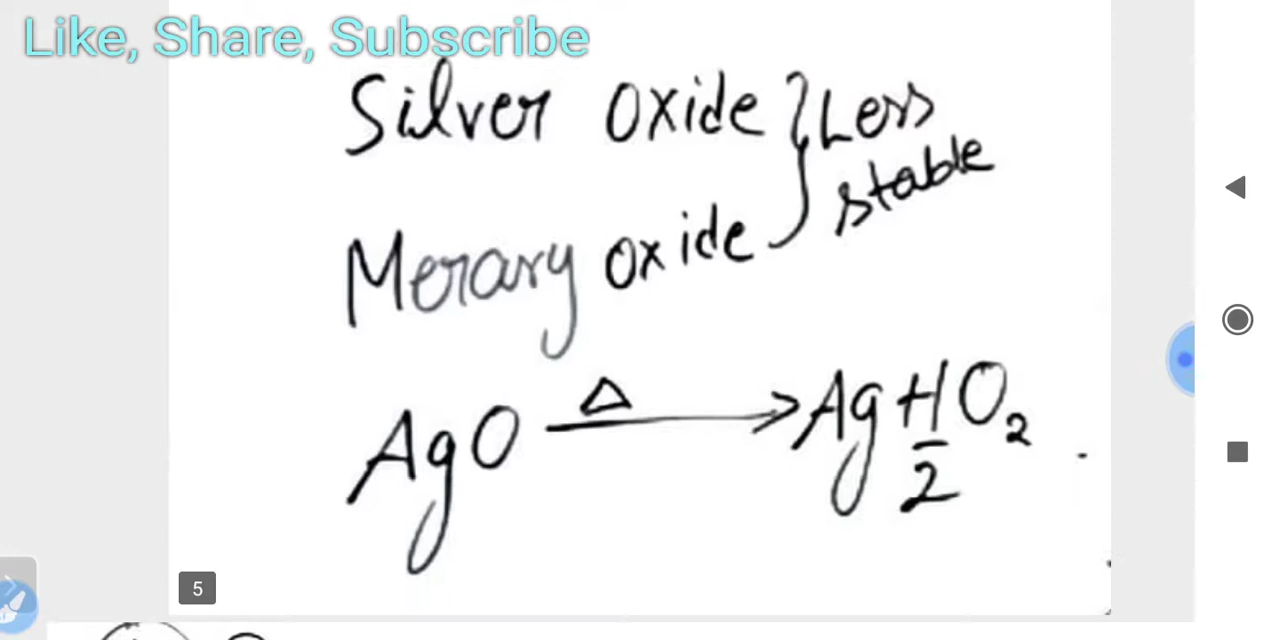 Like, Share, Subscribe
Silver oxide } Less stable
Merary oxide
AgO —Δ→ Ag + 1/2 O₂
5